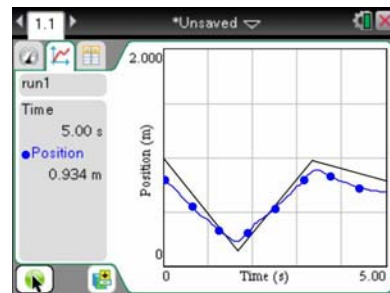 1.1
*Unsaved
run1
Time
5.00 s
Position
0.934 m
2.000
Position (m)
0
0
Time (s)
5.00